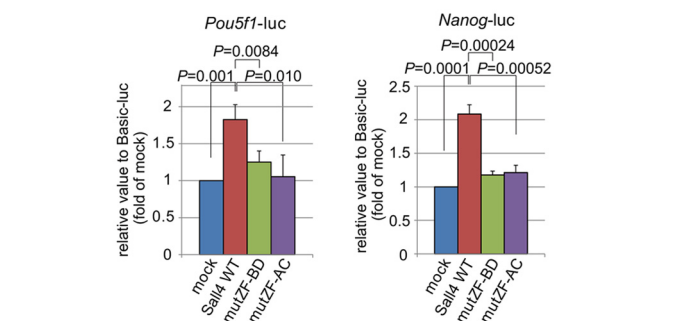 Pou5f1-luc
P=0.0084
P=0.001
P=0.010
relative value to Basic-luc
(fold of mock)
2
1.5
1
0.5
0
mock
Sall4 WT
mutZF-BD
mutZF-AC
Nanog-luc
P=0.00024
P=0.0001
P=0.00052
relative value to Basic-luc
(fold of mock)
2.5
2
1.5
1
0.5
0
mock
Sall4 WT
mutZF-BD
mutZF-AC